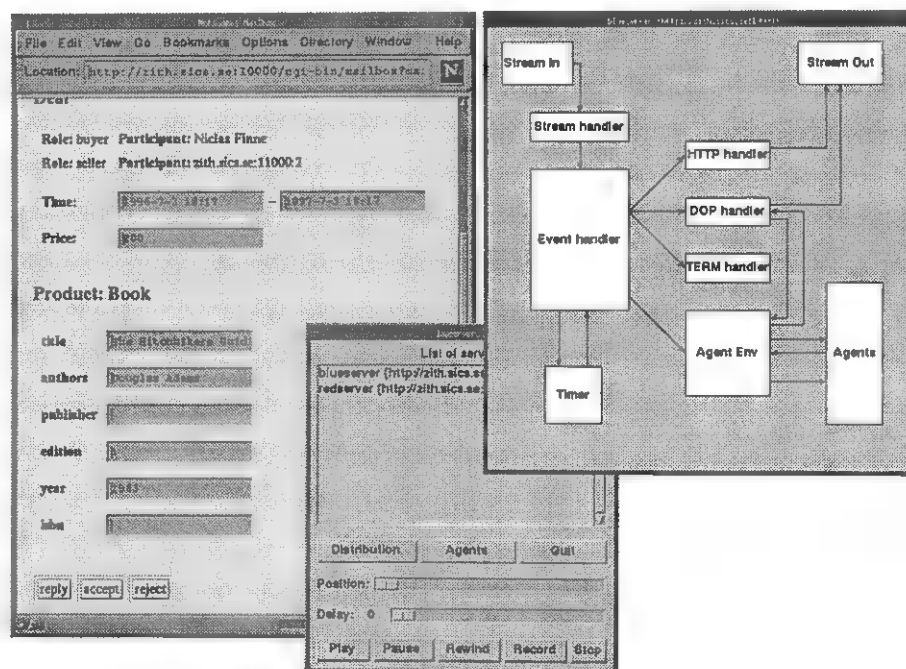 File Edit View Go Bookmarks Options Directory Window Help
Location: http://zith.sics.se:10000/cgi-bin/mailbox?
Deal
Role: buyer Participant: Niclas Finne
Role: seller Participant: zith.sics.se:11000:2
Time: –
Price:
Product: Book
title
authors Douglas Adams
publisher
edition
year
isbn
reply accept reject
List of serv
blueserver (http://zith.sics.se
redserver (http://zith.sics.se:
Distribution Agents Quit
Position:
Delay: 0
Play Pause Rewind Record Stop
Stream In
Stream Out
Stream handler
HTTP handler
Event handler
DOP handler
TERM handler
Agent Env
Agents
Timer